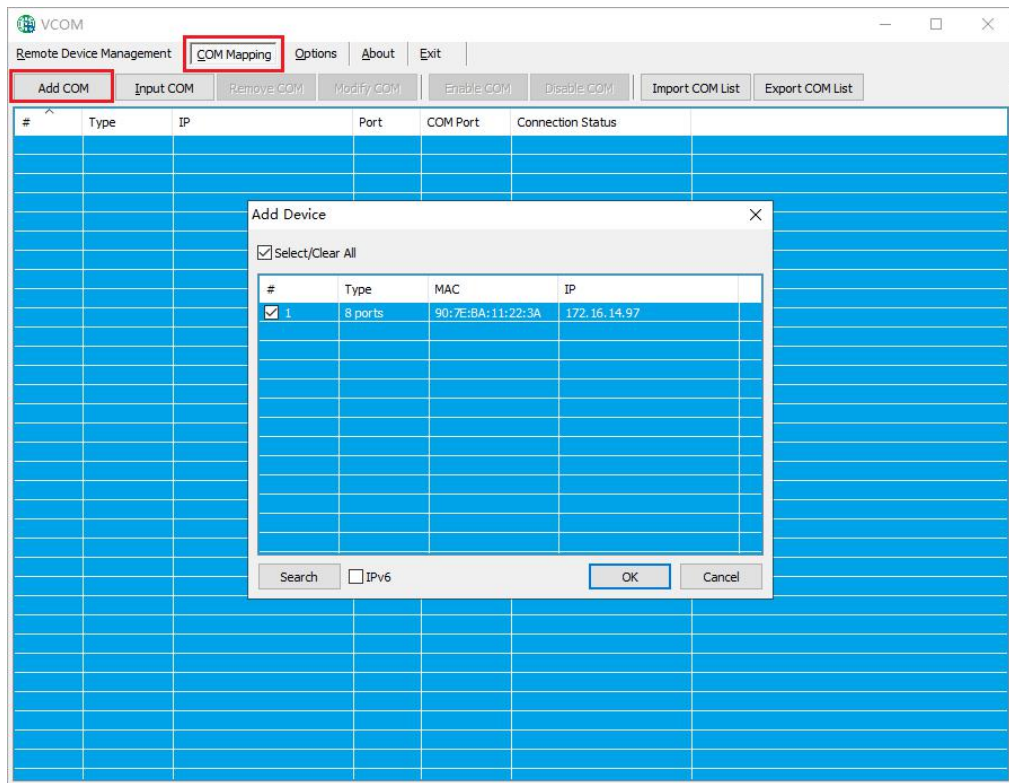 VCOM
Remote Device Management COM Mapping Options About Exit
Add COM Input COM Remove COM Modify COM Enable COM Disable COM Import COM List Export COM List
# Type IP Port COM Port Connection Status
Add Device
Select/Clear All
# Type MAC IP
1 8 ports 90:7E:BA:11:22:3A 172.16.14.97
Search IPv6 OK Cancel